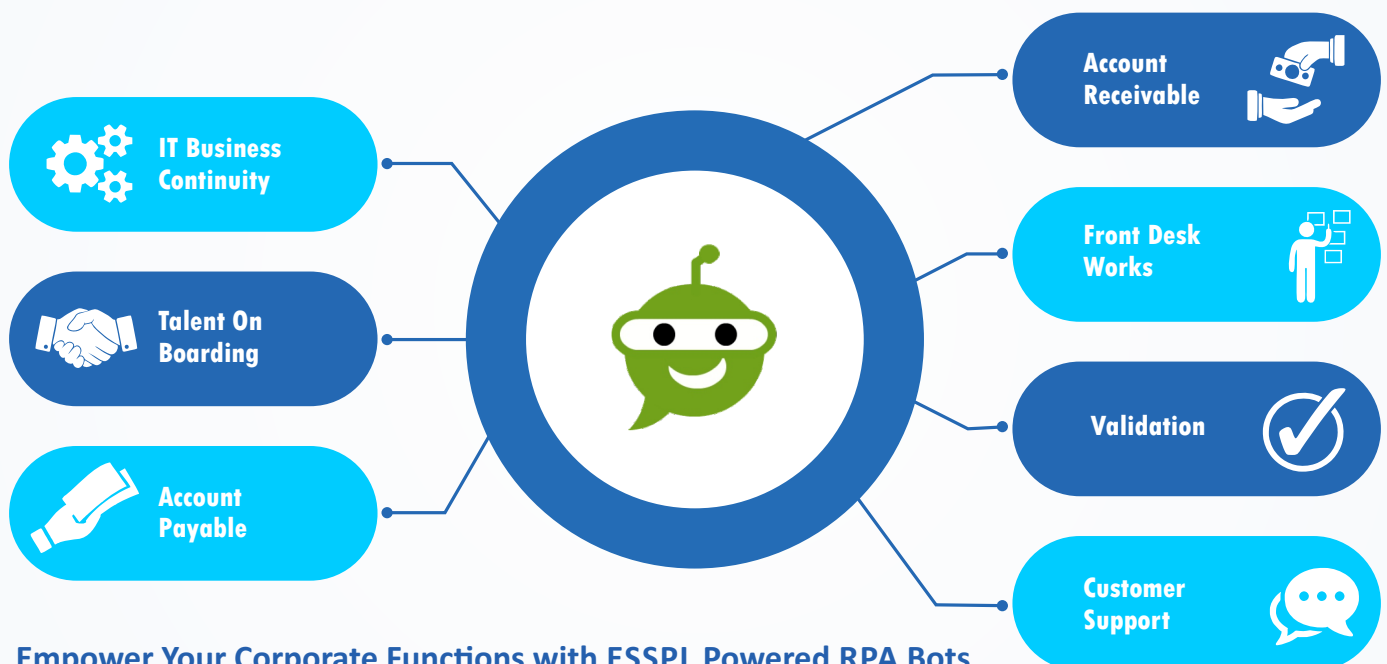 IT Business
Continuity
Talent On
Boarding
Account
Payable
Account
Receivable
Front Desk
Works
Validation
Customer
Support
Empower Your Corporate Functions with ESSPL Powered RPA Bots